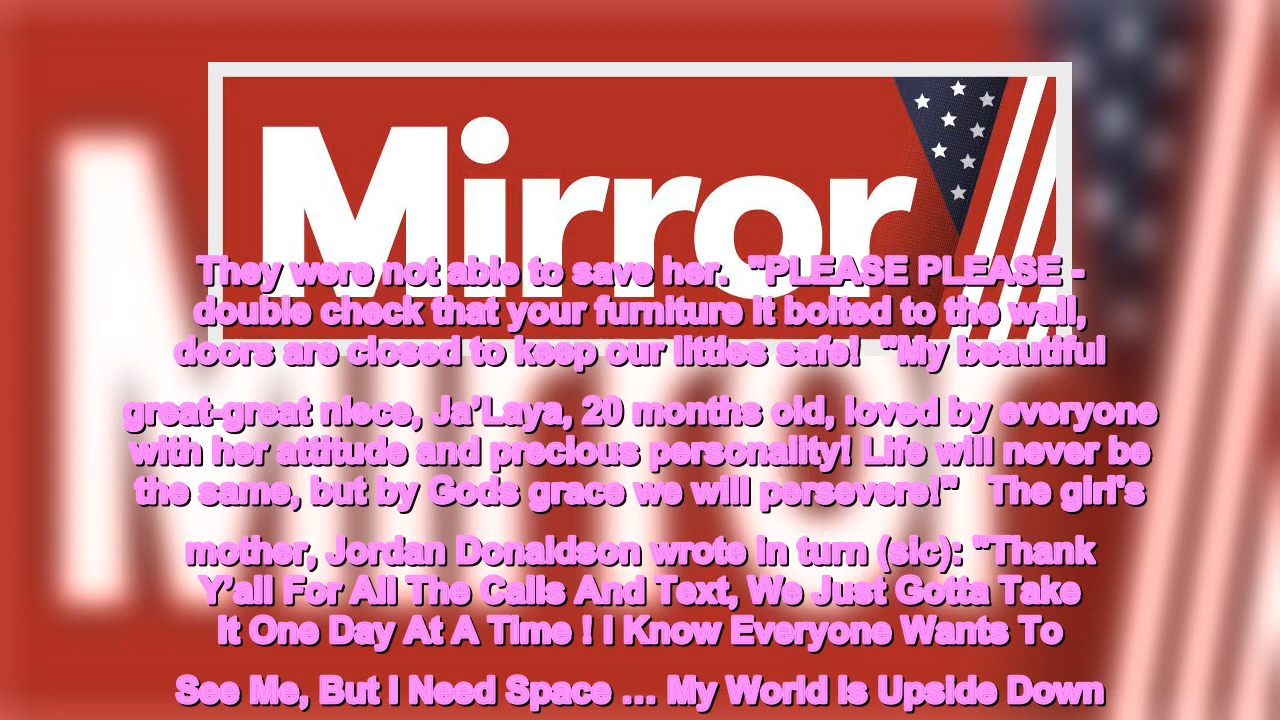 Mirror
They were not able to save her. "PLEASE PLEASE -
double check that your furniture it bolted to the wall,
doors are closed to keep our littles safe! "My beautiful
great-great niece, Ja'Laya, 20 months old, loved by everyone
with her attitude and precious personality! Life will never be
the same, but by Gods grace we will persevere!" The girl's
mother, Jordan Donaldson wrote in turn (sic): "Thank
Y'all For All The Calls And Text, We Just Gotta Take
It One Day At A Time ! I Know Everyone Wants To
See Me, But I Need Space ... My World Is Upside Down